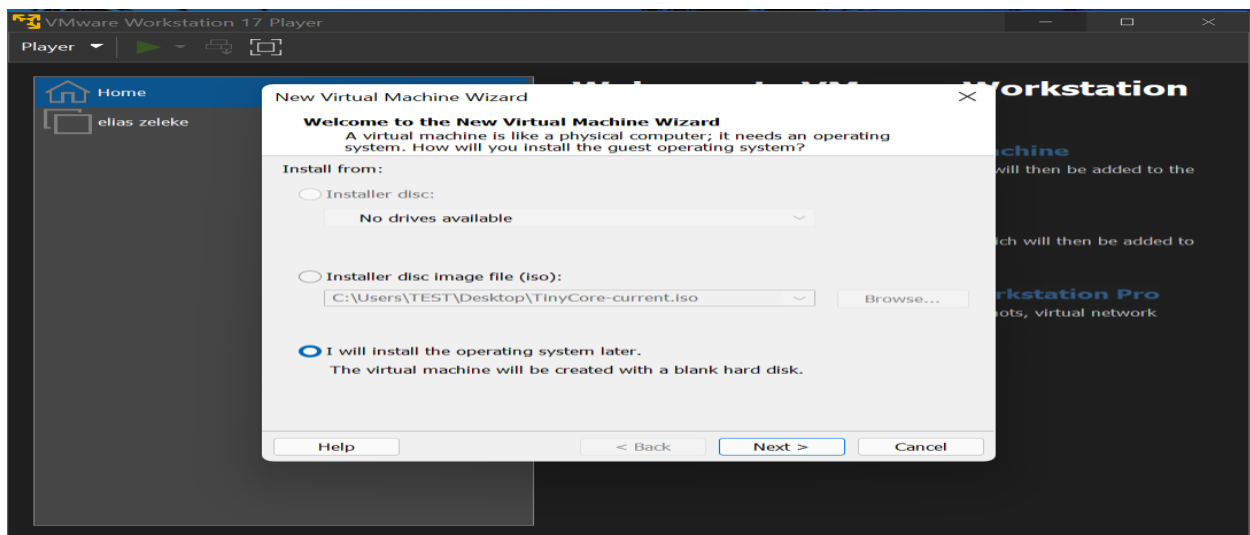 VMware Workstation 17 Player
Player
Home
elias zeleke
orkstation
chine
will then be added to the
ich will then be added to
rkstation Pro
ots, virtual network
New Virtual Machine Wizard
Welcome to the New Virtual Machine Wizard
A virtual machine is like a physical computer; it needs an operating
system. How will you install the guest operating system?
Install from:
Installer disc:
No drives available
Installer disc image file (iso):
C:\Users\TEST\Desktop\TinyCore-current.iso
Browse...
I will install the operating system later.
The virtual machine will be created with a blank hard disk.
Help
< Back
Next >
Cancel